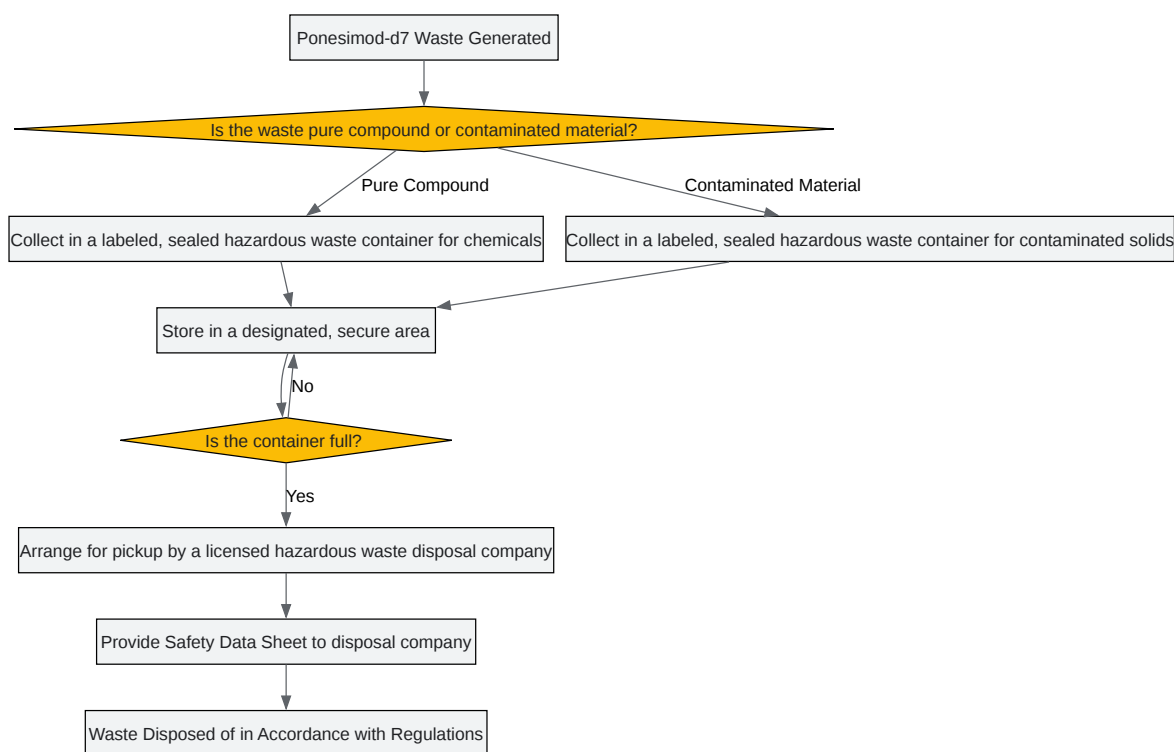 Ponesimod-d7 Waste Generated
Is the waste pure compound or contaminated material?
Pure Compound
Contaminated Material
Collect in a labeled, sealed hazardous waste container for chemicals
Collect in a labeled, sealed hazardous waste container for contaminated solids
Store in a designated, secure area
No
Is the container full?
Yes
Arrange for pickup by a licensed hazardous waste disposal company
Provide Safety Data Sheet to disposal company
Waste Disposed of in Accordance with Regulations